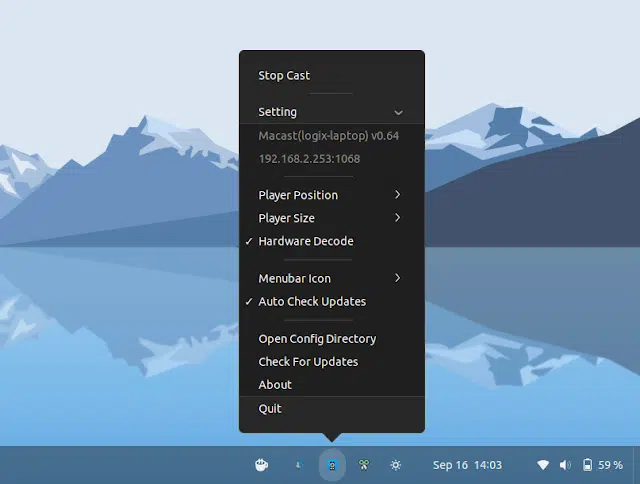 Stop Cast
Setting
Macast(logix-laptop) v0.64
192.168.2.253:1068
Player Position
Player Size
✓ Hardware Decode
Menubar Icon
✓ Auto Check Updates
Open Config Directory
Check For Updates
About
Quit
Sep 16 14:03 59 %